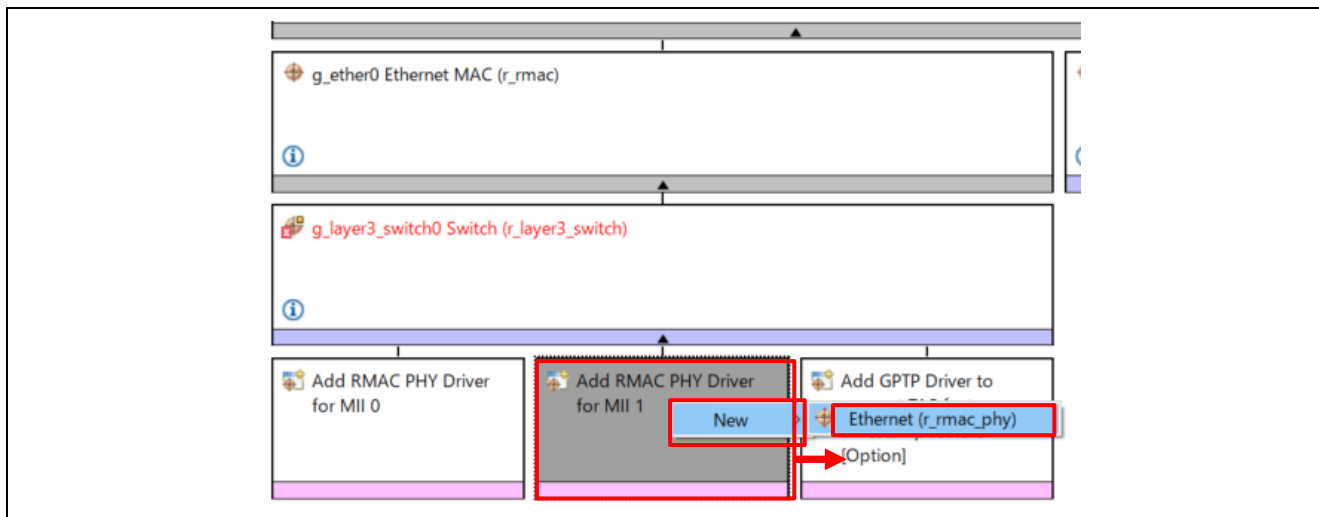 g_ether0 Ethernet MAC (r_rmac)
g_layer3_switch0 Switch (r_layer3_switch)
Add RMAC PHY Driver
for MII 0
Add RMAC PHY Driver
for MII 1
New
Add GPTP Driver to
Ethernet (r_rmac_phy)
[Option]